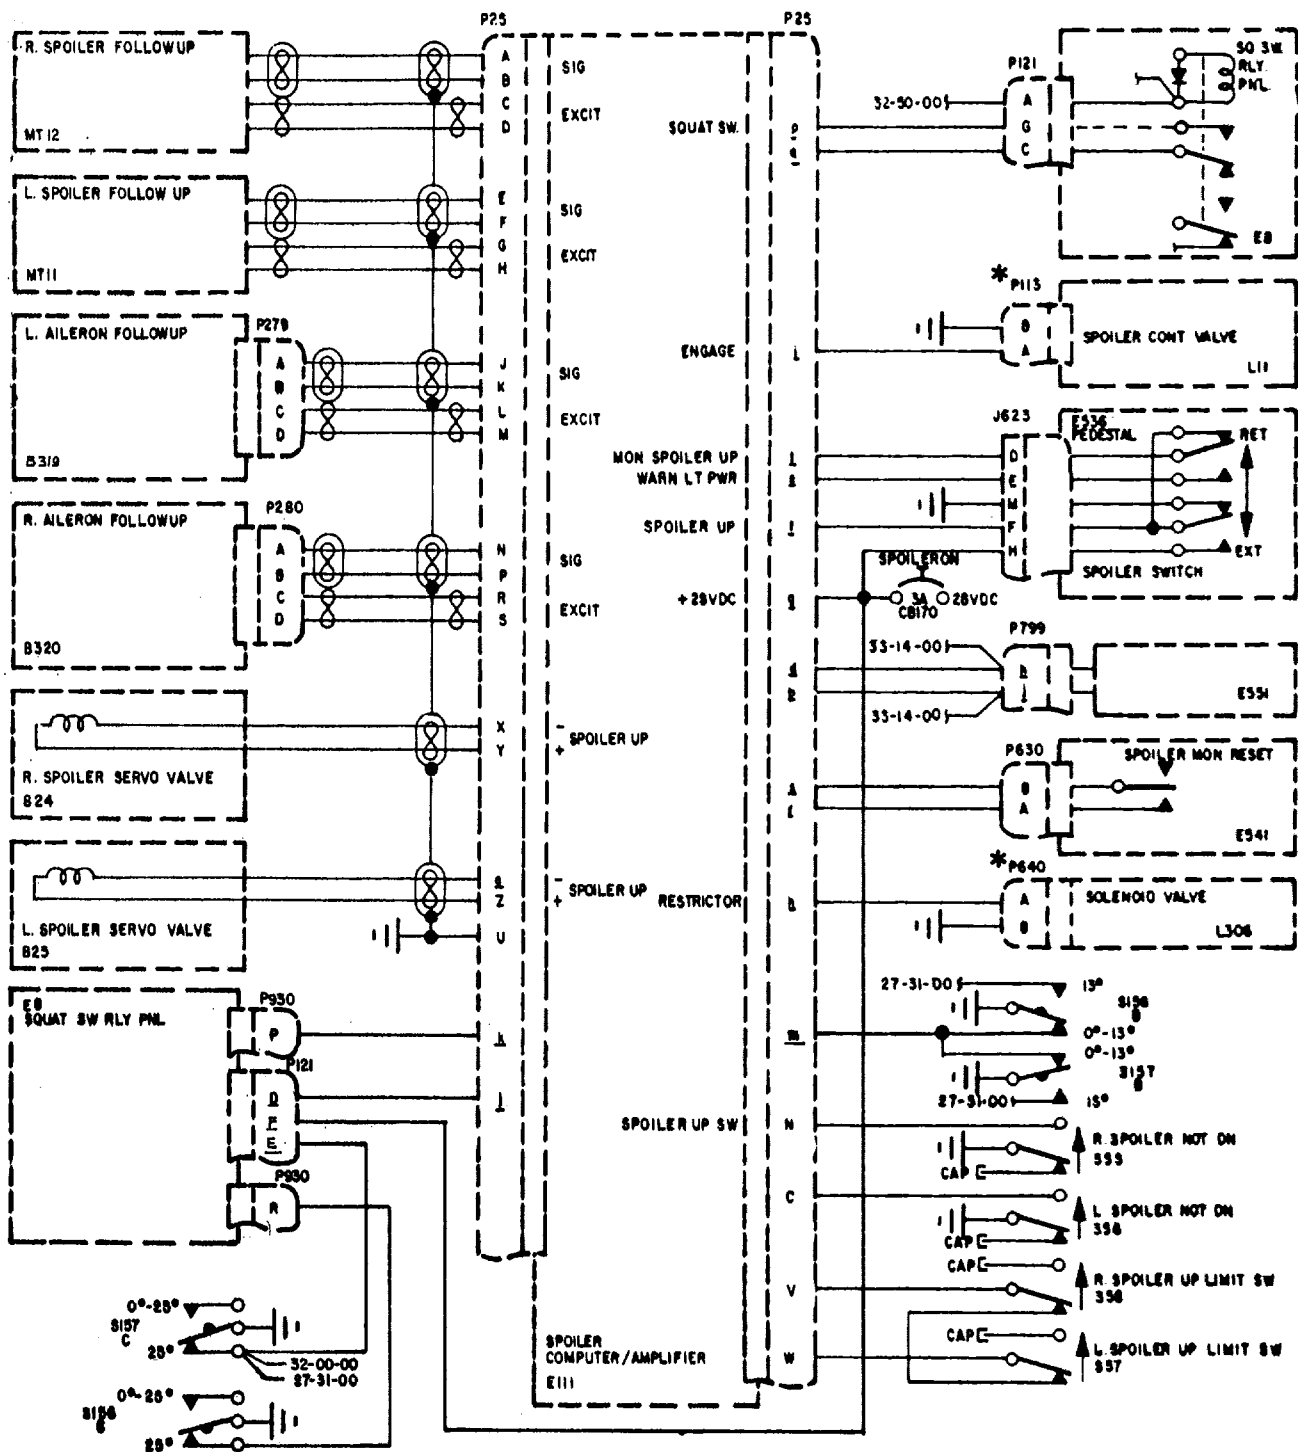 P25
P25
R. SPOILER FOLLOWUP
MT12
A
B
C
D
SIG
EXCIT
L. SPOILER FOLLOW UP
MT11
E
F
G
H
SIG
EXCIT
L. AILERON FOLLOWUP
B319
P279
A
B
C
D
J
K
L
M
SIG
EXCIT
R. AILERON FOLLOWUP
B320
P280
A
B
C
D
N
P
R
S
SIG
EXCIT
R. SPOILER SERVO VALVE
B24
X
Y
-
+
SPOILER UP
L. SPOILER SERVO VALVE
B25
Z
U
-
+
SPOILER UP
E8
SQUAT SW RLY PNL
P930
P
P121
D
F
E
P930
R
k
0°-25°
S157
C
25°
32-00-00
27-31-00
0°-25°
S156
25°
SPOILER
COMPUTER/AMPLIFIER
E111
SQUAT SW.
P
ENGAGE
MON SPOILER UP
WARN LT PWR
SPOILER UP
+28VDC
RESTRICTOR
SPOILER UP SW
m
N
C
V
W
32-50-00
P121
A
G
C
SQ SW.
RLY.
PNL.
E8
*
P113
B
A
SPOILER CONT VALVE
L11
J623
D
E
M
F
H
E536
PEDESTAL
RET
EXT
SPOILER SWITCH
SPOILERON
3A
CB170
28VDC
33-14-00
P799
h
j
33-14-00
E551
P630
B
A
SPOILER MON RESET
E541
*
P640
A
B
SOLENOID VALVE
L306
27-31-00
13°
S156
B
0°-13°
0°-13°
S157
B
27-31-00
15°
R. SPOILER NOT DN
S55
CAP
L SPOILER NOT DN
CAP
CAP
R. SPOILER UP LIMIT SW
CAP
L. SPOILER UP LIMIT SW
S57